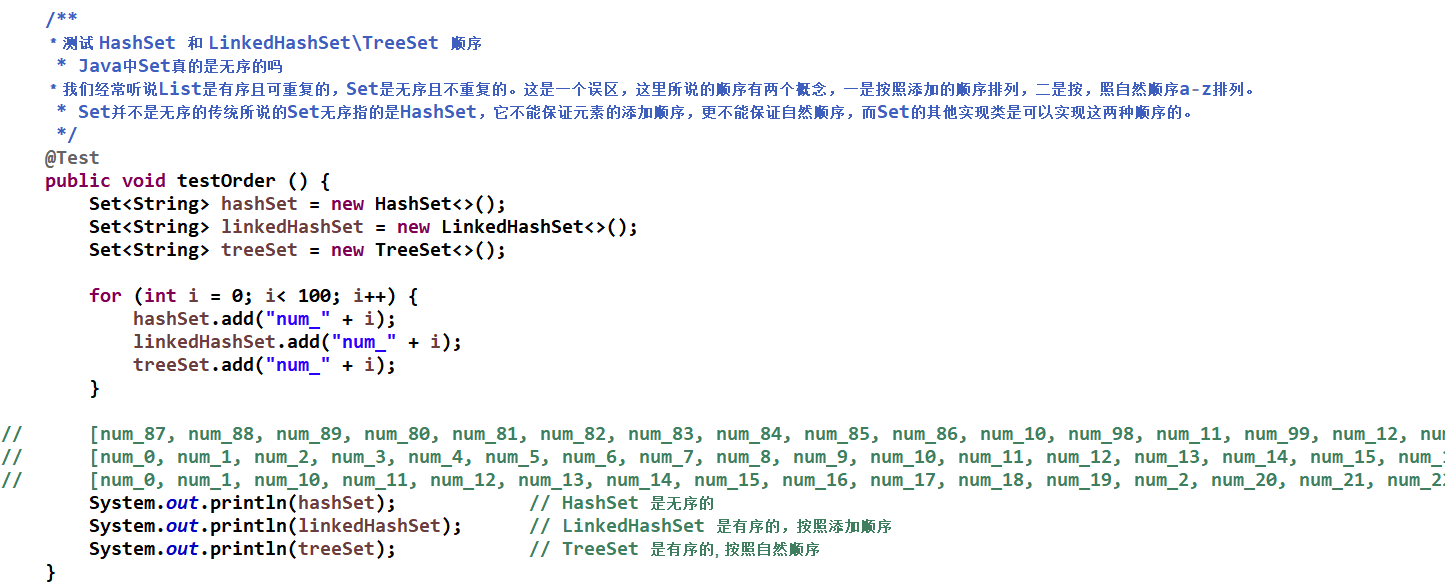 /**
* 测试 HashSet 和 LinkedHashSet\TreeSet 顺序
* Java中Set真的是无序的吗
* 我们经常听说List是有序且可重复的，Set是无序且不重复的。这是一个误区，这里所说的顺序有两个概念，一是按照添加的顺序排列，二是按，照自然顺序a-z排列。
* Set并不是无序的传统所说的Set无序指的是HashSet，它不能保证元素的添加顺序，更不能保证自然顺序，而Set的其他实现类是可以实现这两种顺序的。
*/
@Test
public void testOrder () {
Set<String> hashSet = new HashSet<>();
Set<String> linkedHashSet = new LinkedHashSet<>();
Set<String> treeSet = new TreeSet<>();
for (int i = 0; i< 100; i++) {
hashSet.add("num_" + i);
linkedHashSet.add("num_" + i);
treeSet.add("num_" + i);
}
// [num_87, num_88, num_89, num_80, num_81, num_82, num_83, num_84, num_85, num_86, num_10, num_98, num_11, num_99, num_12,
// [num_0, num_1, num_2, num_3, num_4, num_5, num_6, num_7, num_8, num_9, num_10, num_11, num_12, num_13, num_14, num_15,
// [num_0, num_1, num_10, num_11, num_12, num_13, num_14, num_15, num_16, num_17, num_18, num_19, num_2, num_20, num_21,
System.out.println(hashSet); // HashSet 是无序的
System.out.println(linkedHashSet); // LinkedHashSet 是有序的，按照添加顺序
System.out.println(treeSet); // TreeSet 是有序的, 按照自然顺序
}